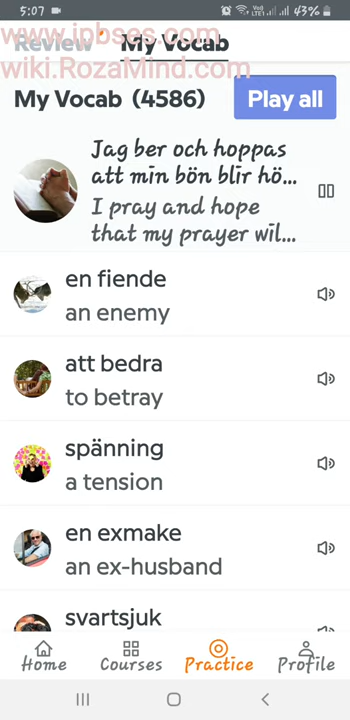 5:07 43%
www.ipbses.com
Review My Vocab
wiki.RozaMind.com
My Vocab (4586) Play all
Jag ber och hoppas
att min bön blir hö...
I pray and hope
that my prayer wil...
en fiende
an enemy
att bedra
to betray
spänning
a tension
en exmake
an ex-husband
svartsjuk
Home Courses Practice Profile